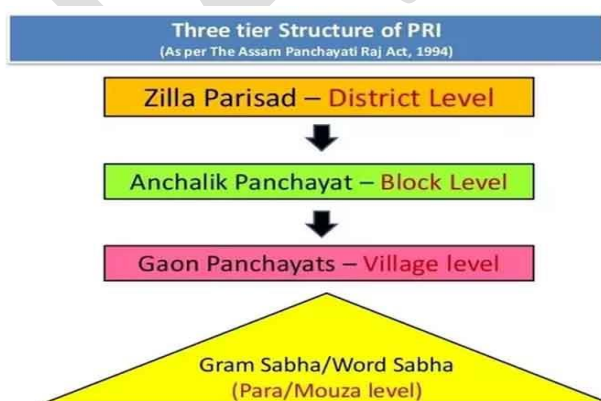 Three tier Structure of PRI
(As per The Assam Panchayati Raj Act, 1994)
Zilla Parisad – District Level
Anchalik Panchayat – Block Level
Gaon Panchayats – Village level
Gram Sabha/Word Sabha
(Para/Mouza level)